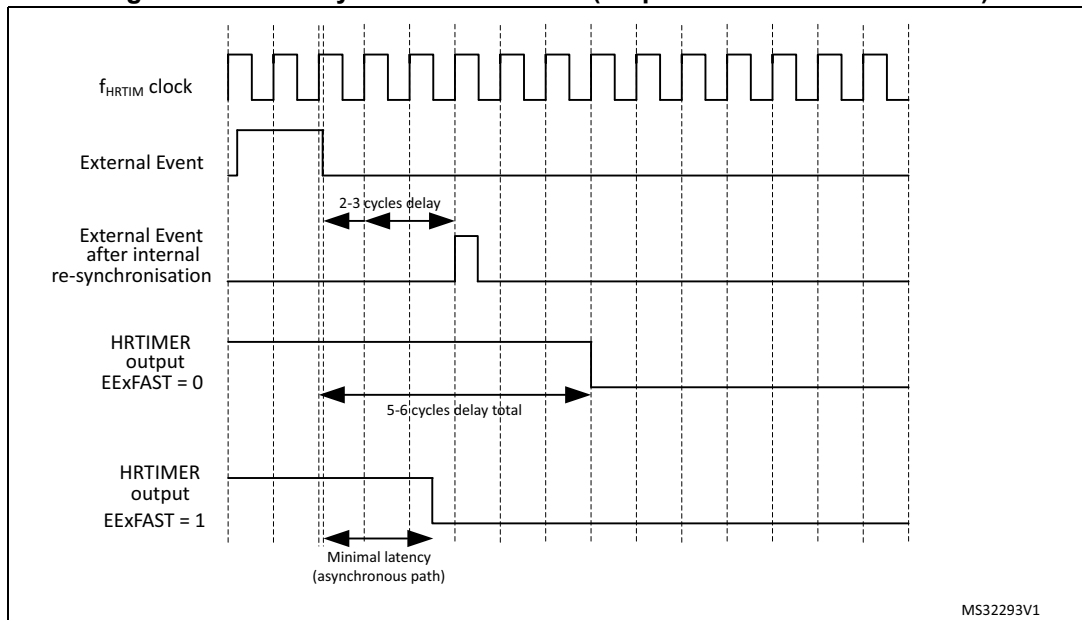 f HRTIM clock
External Event
2-3 cycles delay
External Event
after internal
re-synchronisation
HRTIMER
output
EExFAST = 0
5-6 cycles delay total
HRTIMER
output
EExFAST = 1
Minimal latency
(asynchronous path)
MS32293V1